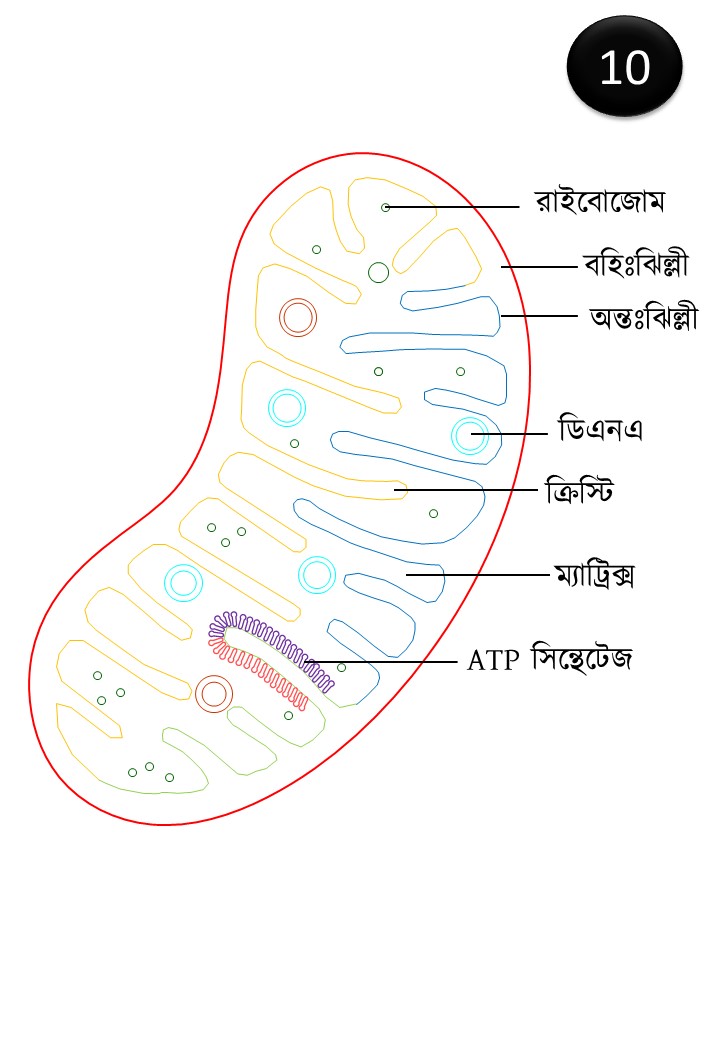 10
রাইবোজোম
বহিঃঝিল্লী
অন্তঃঝিল্লী
ডিএনএ
ক্রিস্টি
ম্যাট্রিক্স
ATP সিন্থেটেজ